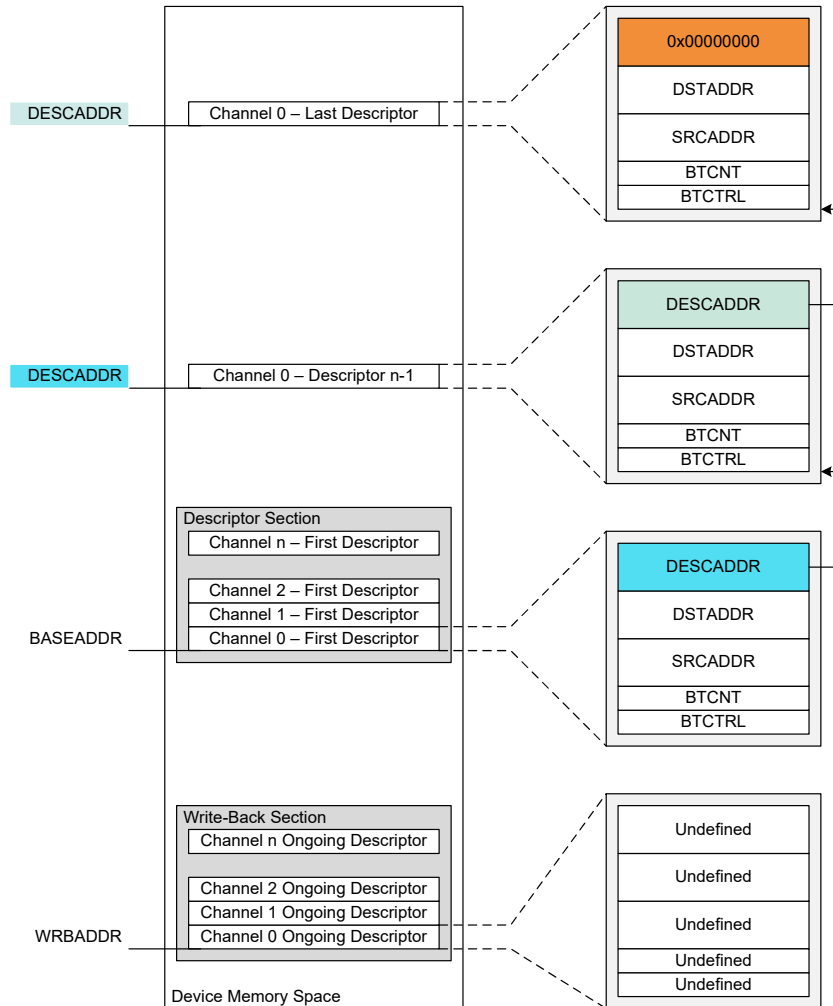 0x00000000
DSTADDR
DESCADDR
Channel 0 – Last Descriptor
SRCADDR
BTCNT
BTCTRL
DESCADDR
DSTADDR
DESCADDR
Channel 0 – Descriptor n-1
SRCADDR
BTCNT
BTCTRL
Descriptor Section
Channel n – First Descriptor
DESCADDR
Channel 2 – First Descriptor
Channel 1 – First Descriptor
DSTADDR
BASEADDR
Channel 0 – First Descriptor
SRCADDR
BTCNT
BTCTRL
Write-Back Section
Channel n Ongoing Descriptor
Undefined
Undefined
Channel 2 Ongoing Descriptor
Channel 1 Ongoing Descriptor
Undefined
WRBADDR
Channel 0 Ongoing Descriptor
Undefined
Undefined
Device Memory Space